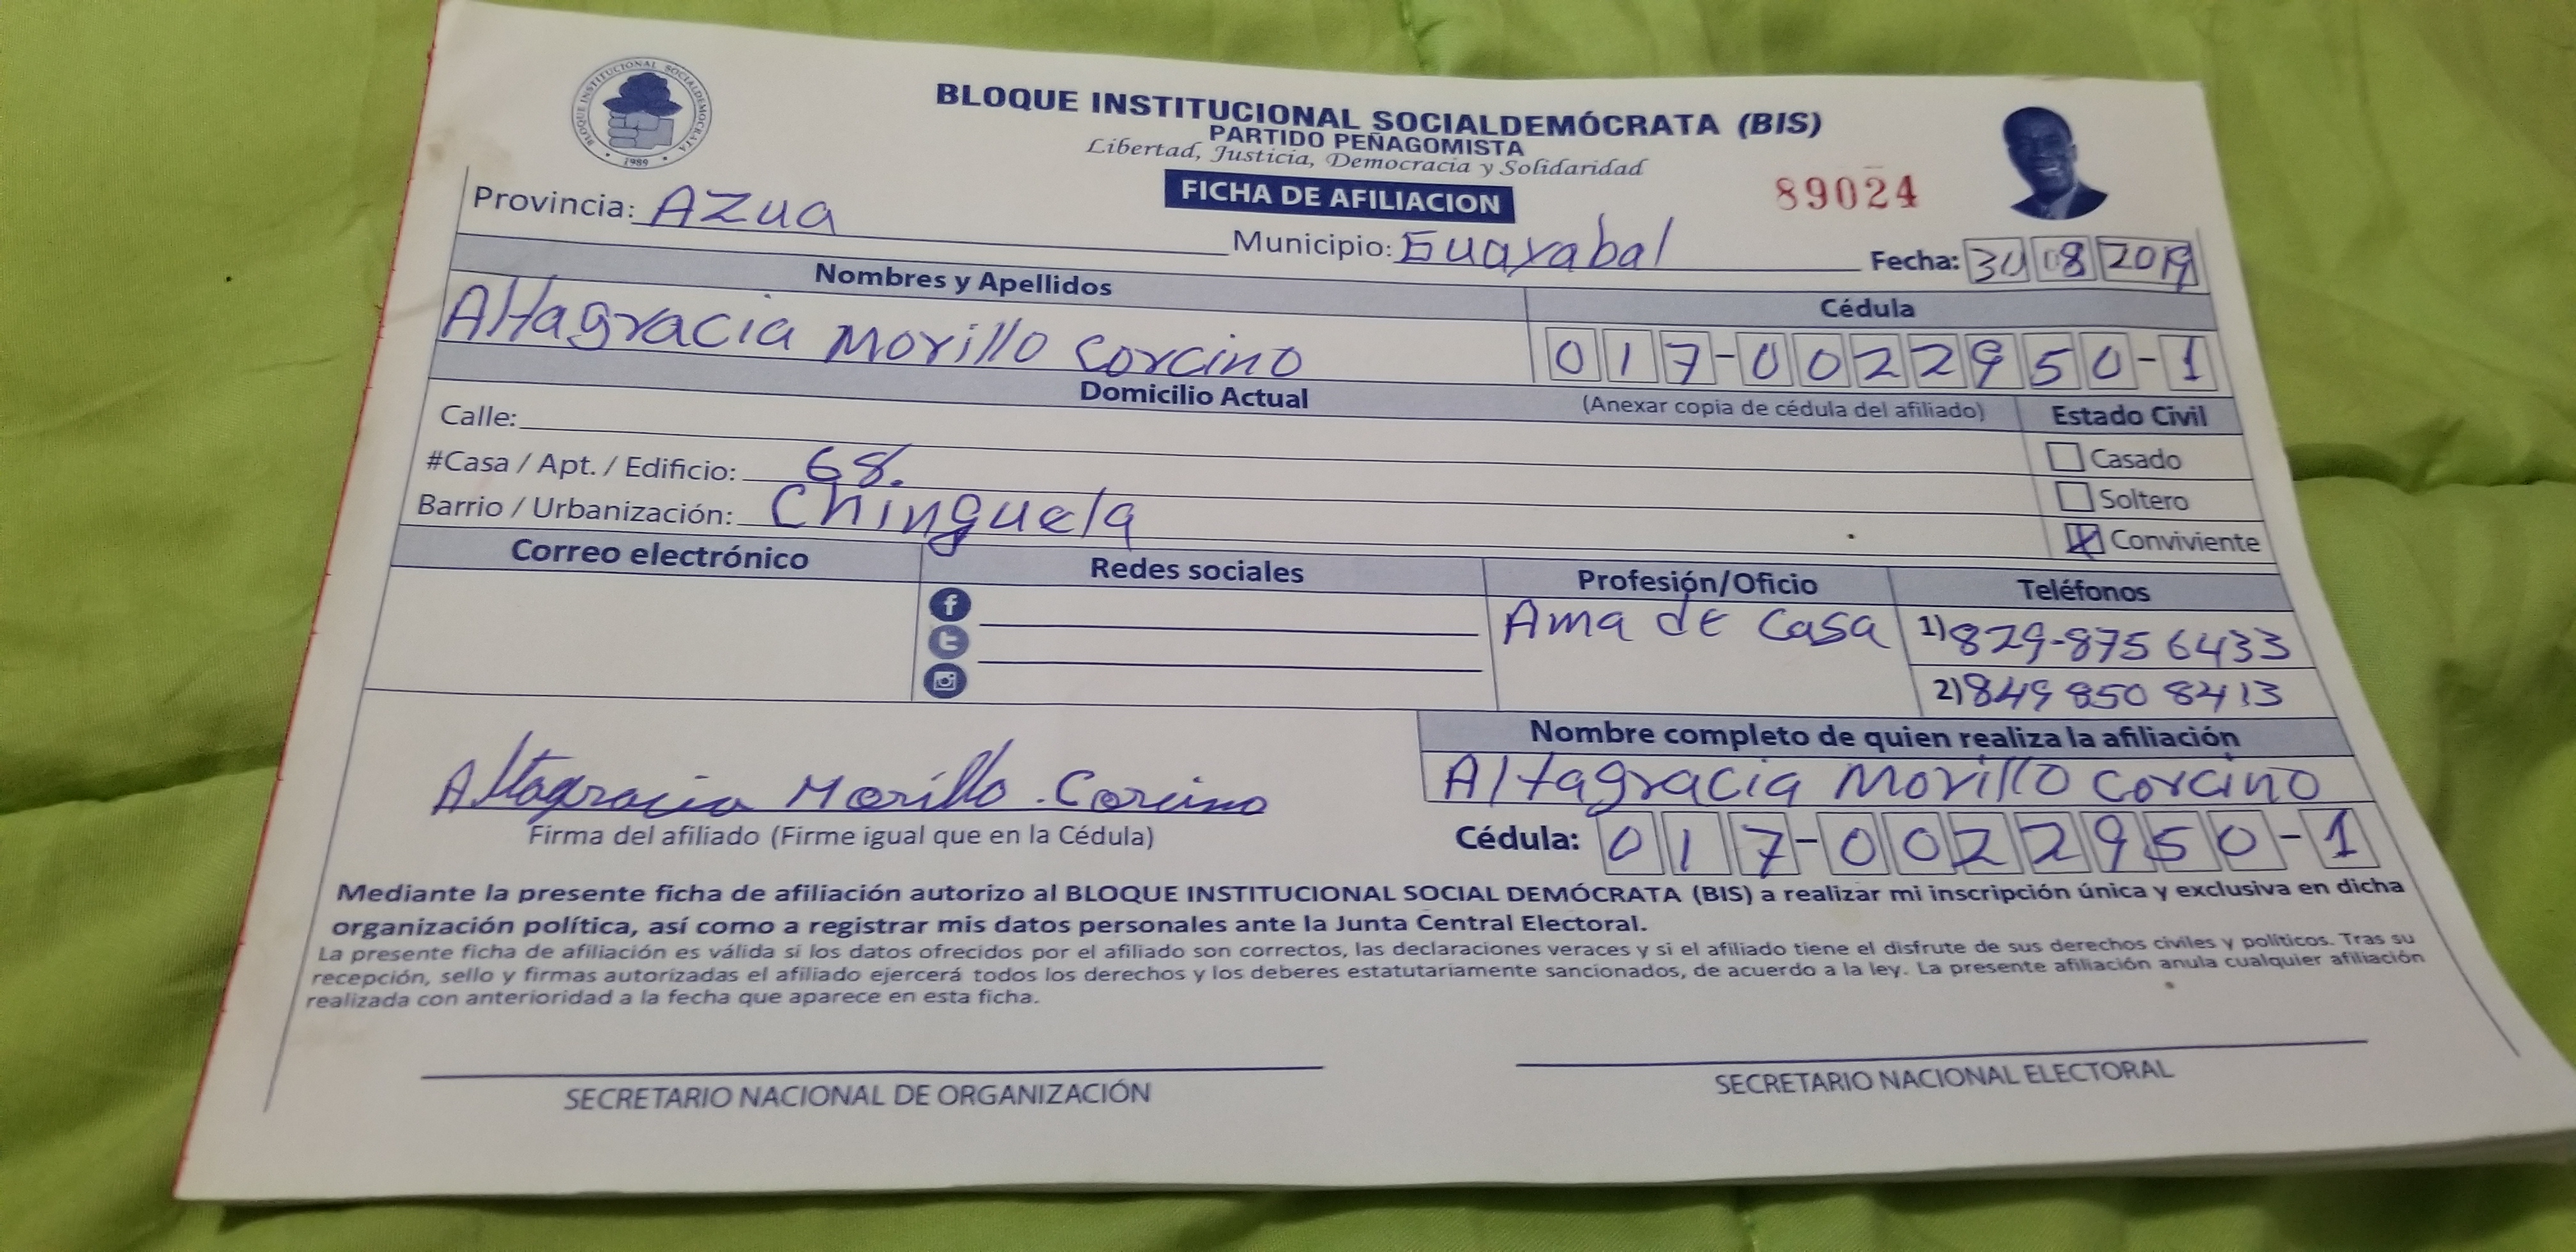 BLOQUE INSTITUCIONAL SOCIALDEMOCRATA
1989
BLOQUE INSTITUCIONAL SOCIALDEMÓCRATA (BIS)
PARTIDO PEÑAGOMISTA
Libertad, Justicia, Democracia y Solidaridad
FICHA DE AFILIACION
89024
Provincia: AZUA
Municipio: Guayabal
Fecha: 30 08 2019
Nombres y Apellidos
Cédula
Altagracia Morillo Corcino
017-0022950-1
Domicilio Actual
(Anexar copia de cédula del afiliado)
Estado Civil
Calle:
Casado
#Casa / Apt. / Edificio: 68.
Soltero
Barrio / Urbanización: Chinguela
Conviviente
Correo electrónico
Redes sociales
Profesión/Oficio
Teléfonos
Ama de casa
1) 829-875 6433
2) 849 850 8413
Nombre completo de quien realiza la afiliación
Altagracia Morillo Corcino
Altagracia Morillo Corcino
Firma del afiliado (Firme igual que en la Cédula)
Cédula: 017-0022950-1
Mediante la presente ficha de afiliación autorizo al BLOQUE INSTITUCIONAL SOCIAL DEMÓCRATA (BIS) a realizar mi inscripción única y exclusiva en dicha
organización política, así como a registrar mis datos personales ante la Junta Central Electoral.
La presente ficha de afiliación es válida si los datos ofrecidos por el afiliado son correctos, las declaraciones veraces y si el afiliado tiene el disfrute de sus derechos civiles y políticos. Tras su
recepción, sello y firmas autorizadas el afiliado ejercerá todos los derechos y los deberes estatutariamente sancionados, de acuerdo a la ley. La presente afiliación anula cualquier afiliación
realizada con anterioridad a la fecha que aparece en esta ficha.
SECRETARIO NACIONAL DE ORGANIZACIÓN
SECRETARIO NACIONAL ELECTORAL